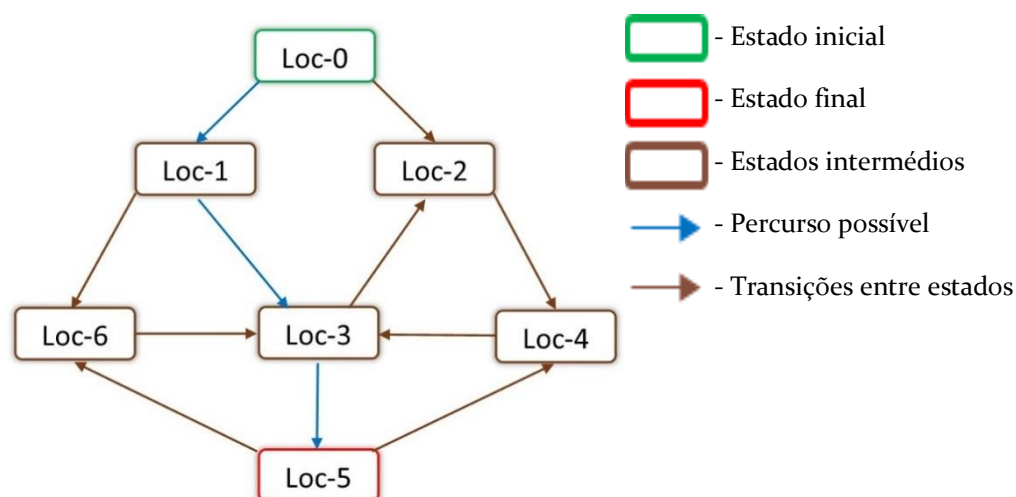 Loc-0
Loc-1
Loc-2
Loc-6
Loc-3
Loc-4
Loc-5
- Estado inicial
- Estado final
- Estados intermédios
- Percurso possível
- Transições entre estados